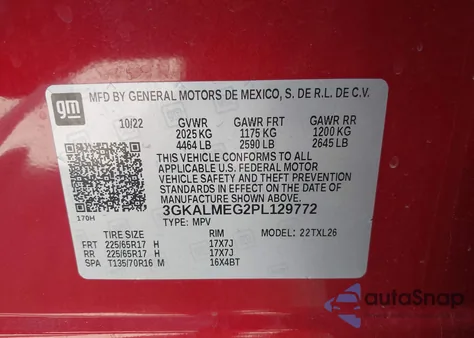 gm
MFD BY GENERAL MOTORS DE MEXICO, S. DE R.L. DE C.V.
10/22 GVWR GAWR FRT GAWR RR
2025 KG 1175 KG 1200 KG
4464 LB 2590 LB 2645 LB
THIS VEHICLE CONFORMS TO ALL
APPLICABLE U.S. FEDERAL MOTOR
VEHICLE SAFETY AND THEFT PREVENTION
STANDARDS IN EFFECT ON THE DATE OF
MANUFACTURE SHOWN ABOVE.
170H
3GKALMEG2PL129772
TYPE: MPV
TIRE SIZE RIM MODEL: 22TXL26
FRT 225/65R17 H 17X7J
RR 225/65R17 H 17X7J
SPA T135/70R16 M 16X4BT
autoSnap